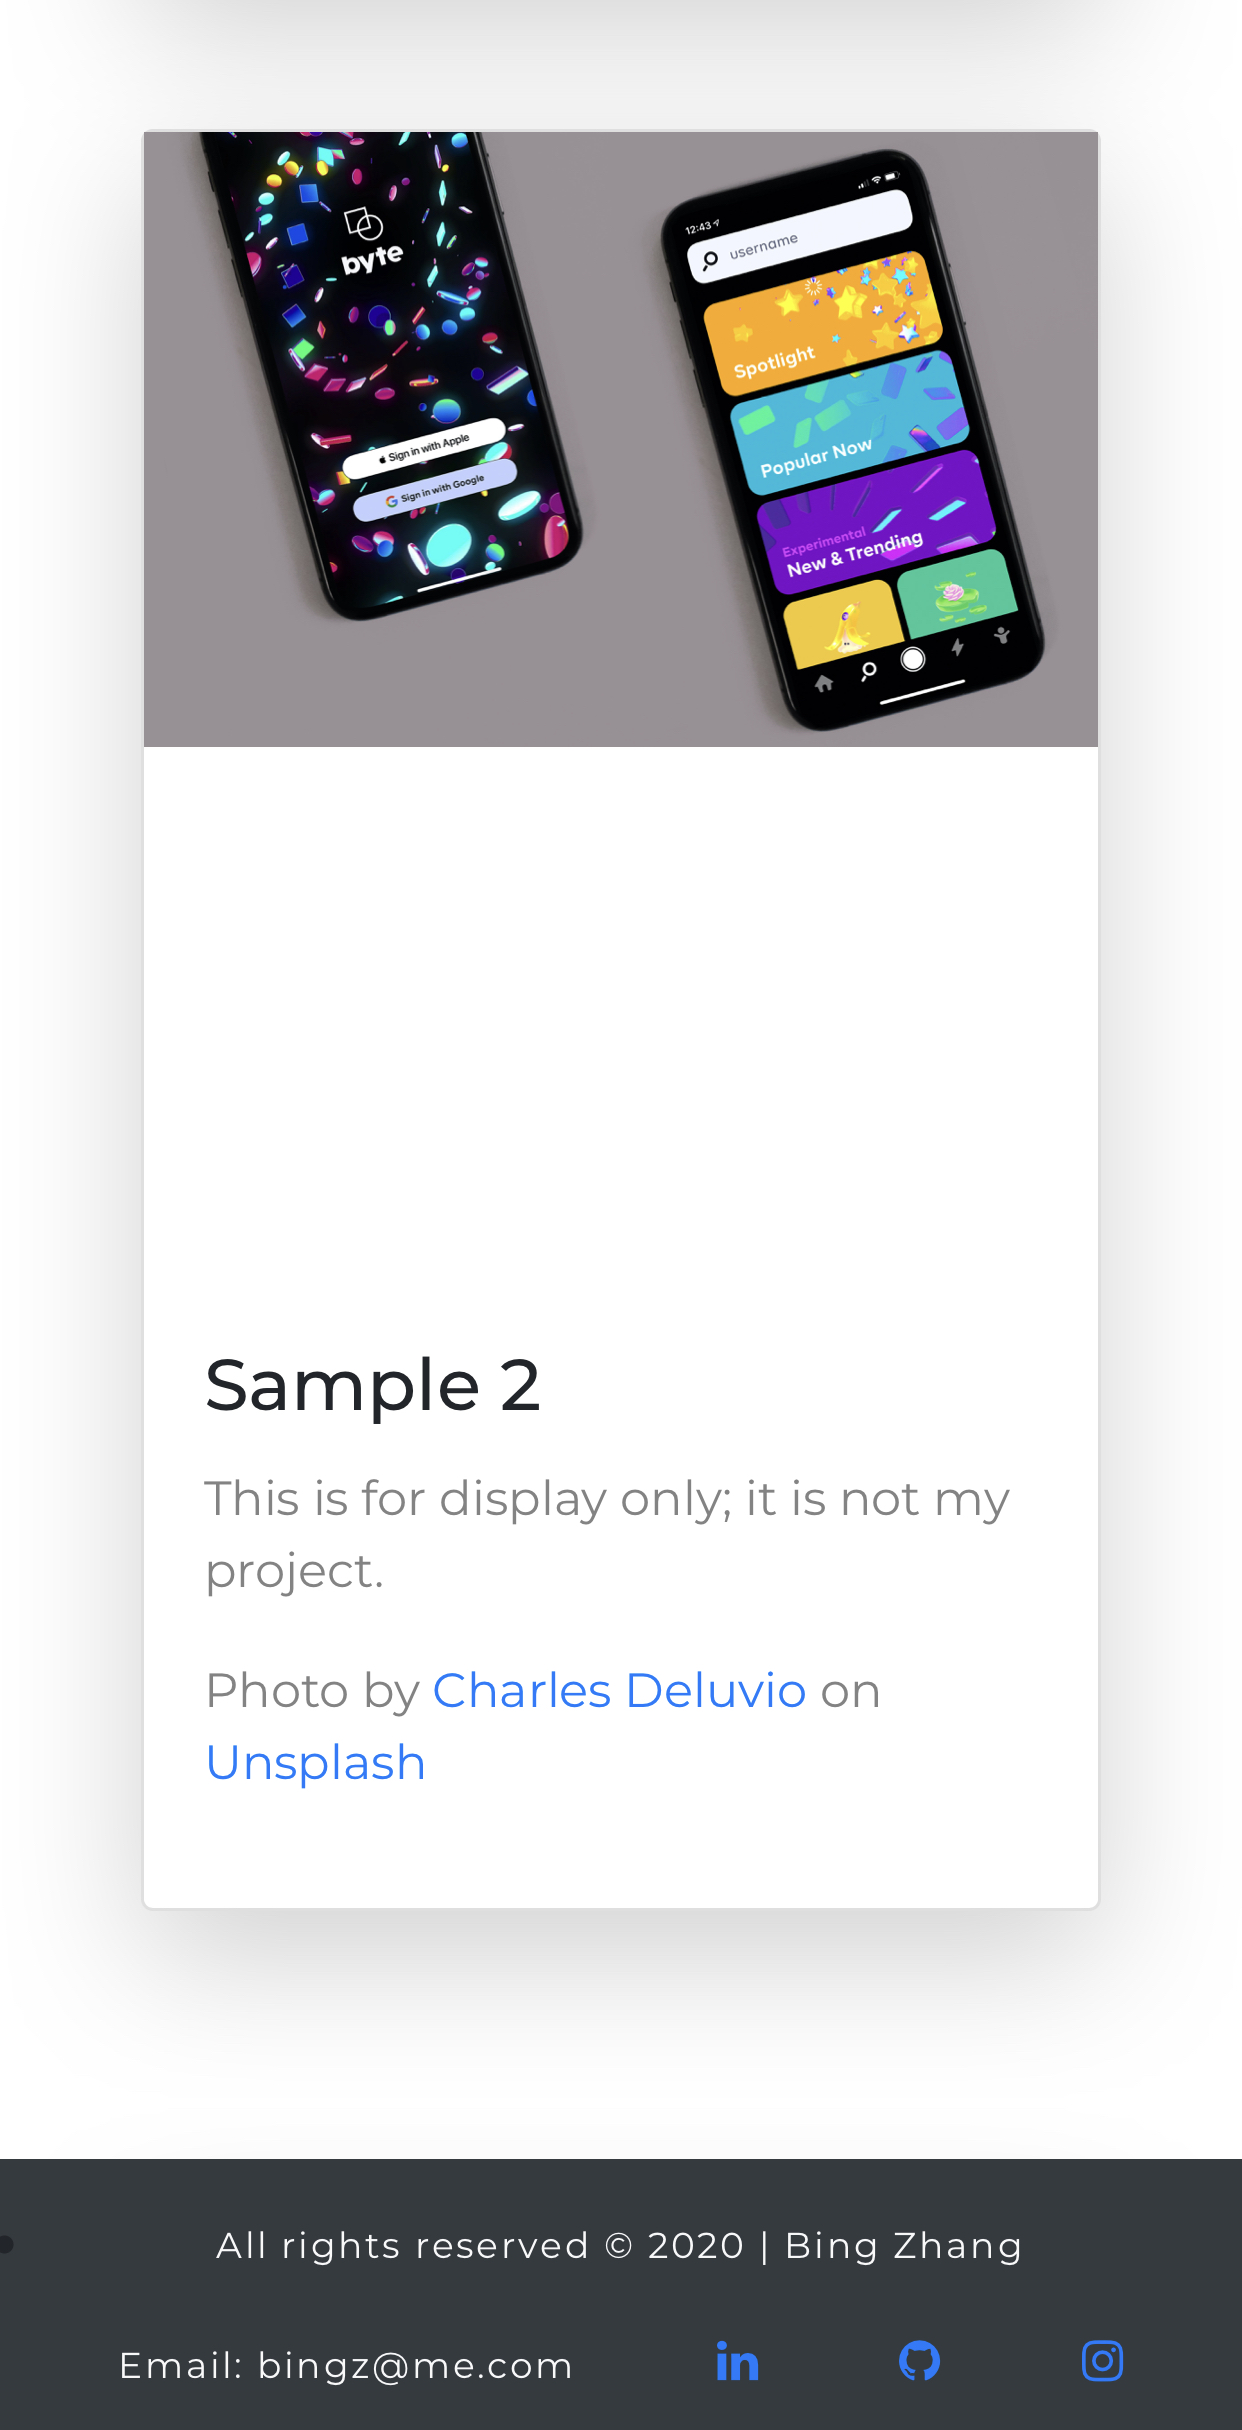 byte
Sign in with Apple
Sign in with Google
12:43
username
Spotlight
Popular Now
Experimental
New & Trending
Sample 2
This is for display only; it is not my
project.
Photo by Charles Deluvio on
Unsplash
All rights reserved © 2020 | Bing Zhang
Email: bingz@me.com
in